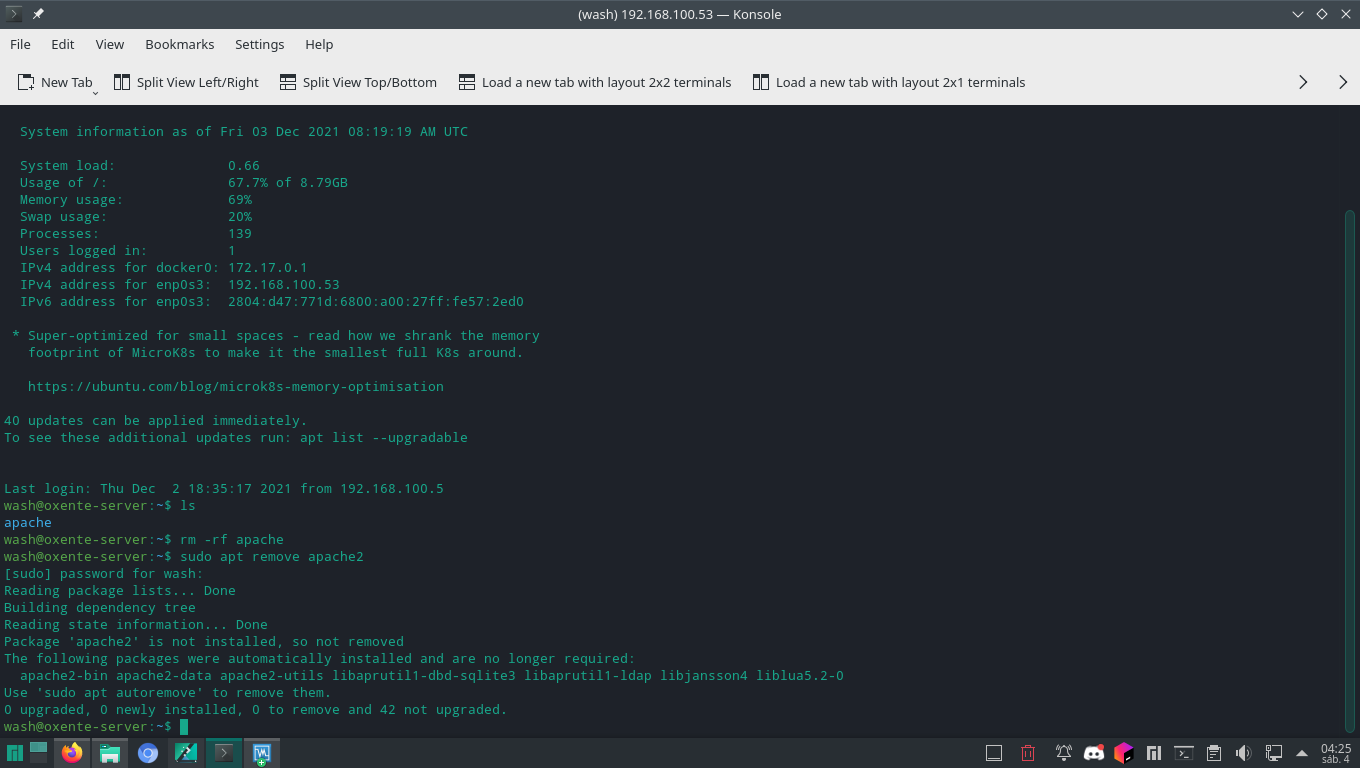 (wash) 192.168.100.53 — Konsole
File Edit View Bookmarks Settings Help
New Tab Split View Left/Right Split View Top/Bottom Load a new tab with layout 2x2 terminals Load a new tab with layout 2x1 terminals
System information as of Fri 03 Dec 2021 08:19:19 AM UTC
System load: 0.66
Usage of /: 67.7% of 8.79GB
Memory usage: 69%
Swap usage: 20%
Processes: 139
Users logged in: 1
IPv4 address for docker0: 172.17.0.1
IPv4 address for enp0s3: 192.168.100.53
IPv6 address for enp0s3: 2804:d47:771d:6800:a00:27ff:fe57:2ed0
* Super-optimized for small spaces - read how we shrank the memory
footprint of MicroK8s to make it the smallest full K8s around.
https://ubuntu.com/blog/microk8s-memory-optimisation
40 updates can be applied immediately.
To see these additional updates run: apt list --upgradable
Last login: Thu Dec  2 18:35:17 2021 from 192.168.100.5
wash@oxente-server:~$ ls
apache
wash@oxente-server:~$ rm -rf apache
wash@oxente-server:~$ sudo apt remove apache2
[sudo] password for wash:
Reading package lists... Done
Building dependency tree
Reading state information... Done
Package 'apache2' is not installed, so not removed
The following packages were automatically installed and are no longer required:
apache2-bin apache2-data apache2-utils libaprutil1-dbd-sqlite3 libaprutil1-ldap libjansson4 liblua5.2-0
Use 'sudo apt autoremove' to remove them.
0 upgraded, 0 newly installed, 0 to remove and 42 not upgraded.
wash@oxente-server:~$
04:25
sáb. 4